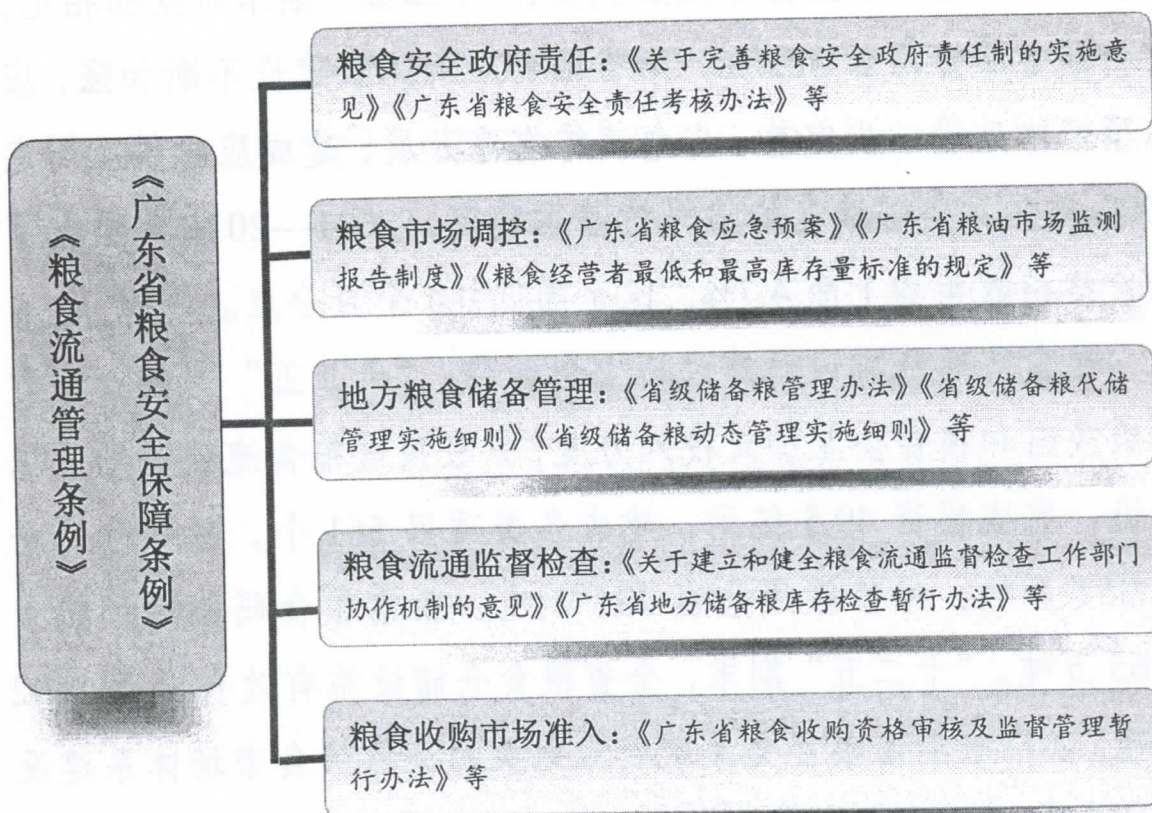 《广东省粮食安全保障条例》
《粮食流通管理条例》
粮食安全政府责任：《关于完善粮食安全政府责任制的实施意
见》《广东省粮食安全责任考核办法》等
粮食市场调控：《广东省粮食应急预案》《广东省粮油市场监测
报告制度》《粮食经营者最低和最高库存量标准的规定》等
地方粮食储备管理：《省级储备粮管理办法》《省级储备粮代储
管理实施细则》《省级储备粮动态管理实施细则》等
粮食流通监督检查：《关于建立和健全粮食流通监督检查工作部门
协作机制的意见》《广东省地方储备粮库存检查暂行办法》等
粮食收购市场准入：《广东省粮食收购资格审核及监督管理暂
行办法》等